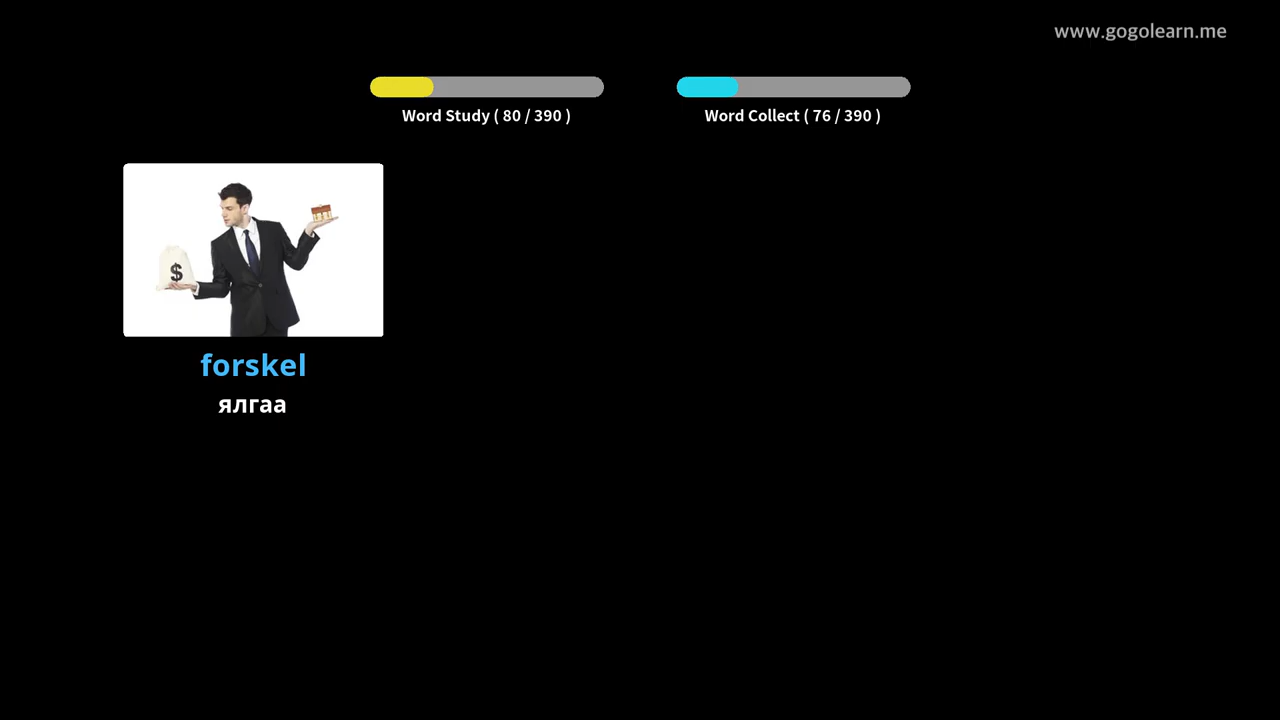 www.gogolearn.me
Word Study ( 80 / 390 )
Word Collect ( 76 / 390 )
$
forskel
ялгаа